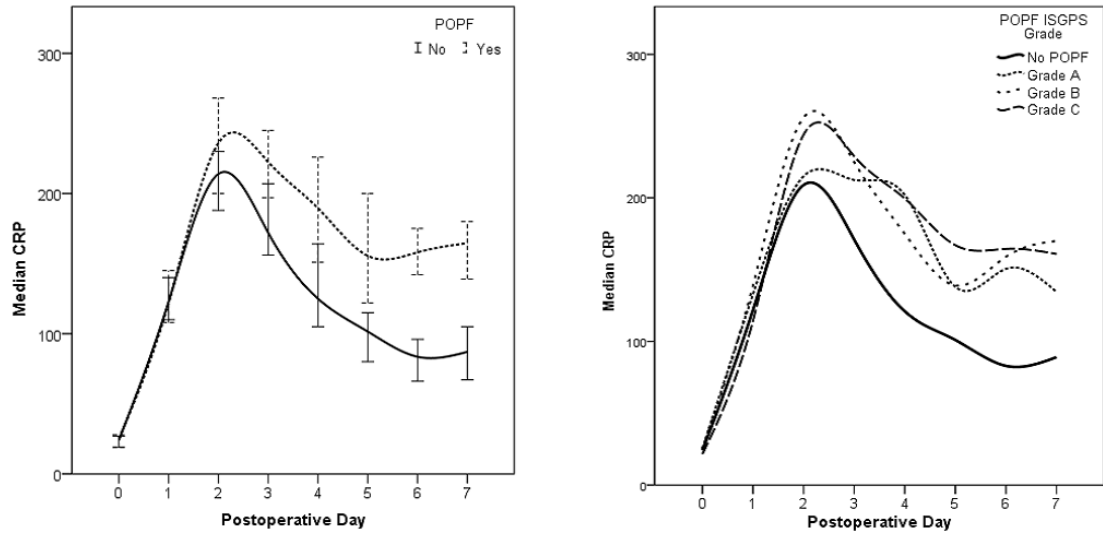 POPF
No Yes
300
200
100
0
Median CRP
0 1 2 3 4 5 6 7
Postoperative Day
POPF ISGPS
Grade
No POPF
Grade A
Grade B
Grade C
300
200
100
0
Median CRP
0 1 2 3 4 5 6 7
Postoperative Day